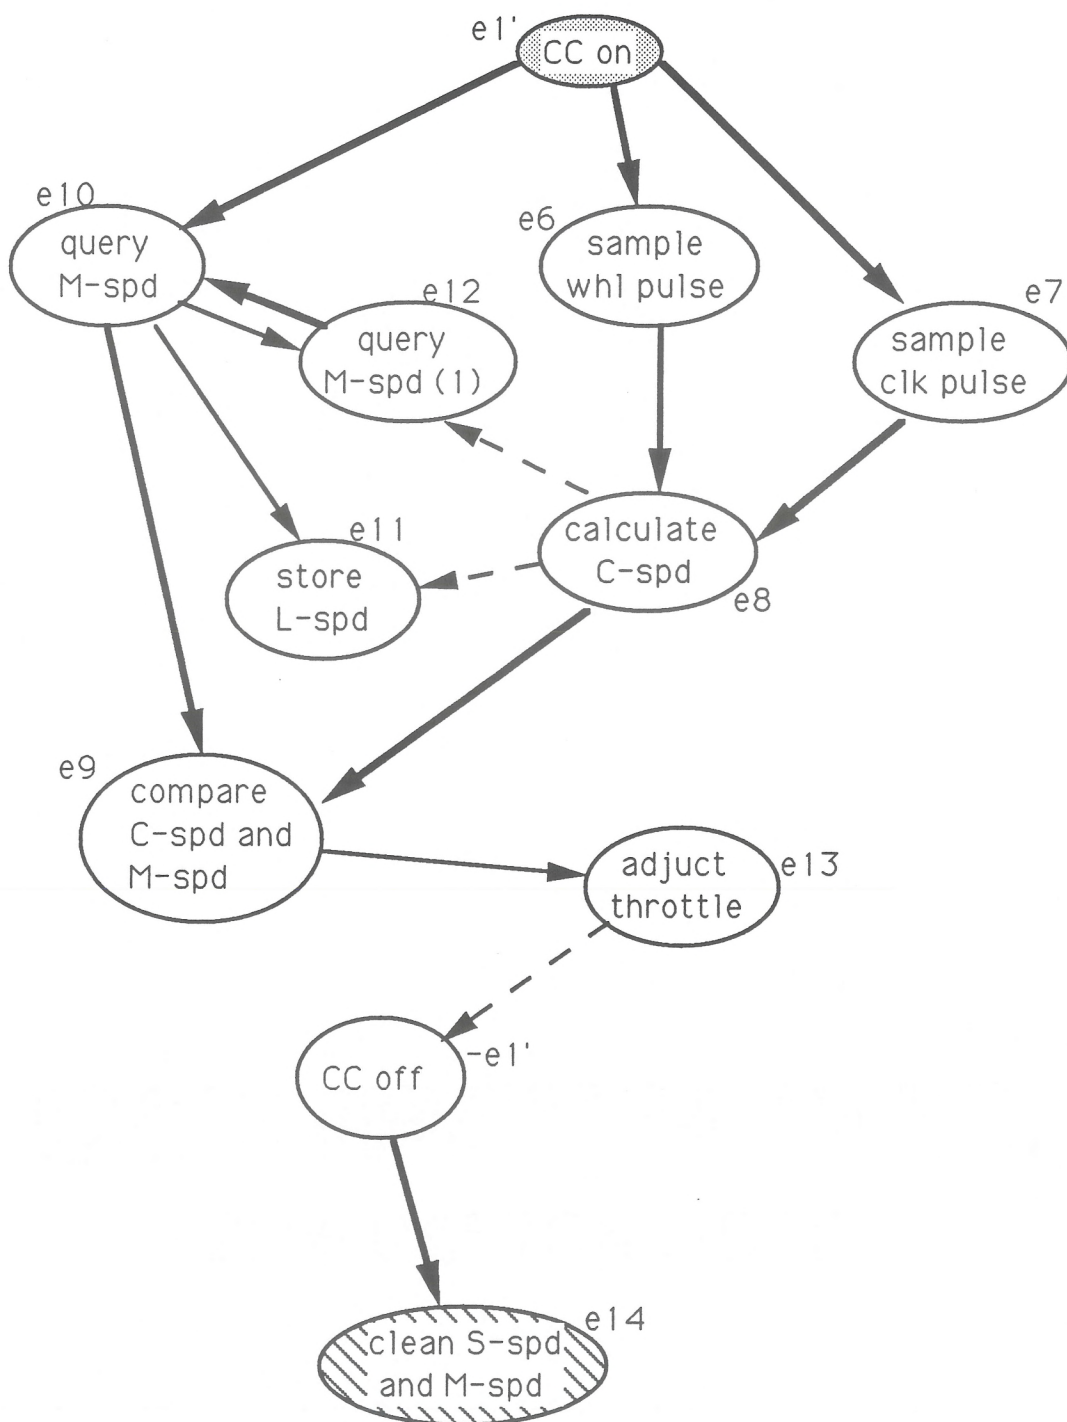 e1'
CC on
e10
query
M-spd
e6
sample
whl pulse
e12
query
M-spd (1)
e7
sample
clk pulse
e11
store
L-spd
calculate
C-spd
e8
e9
compare
C-spd and
M-spd
adjuct
throttle
e13
-e1'
CC off
e14
clean S-spd
and M-spd